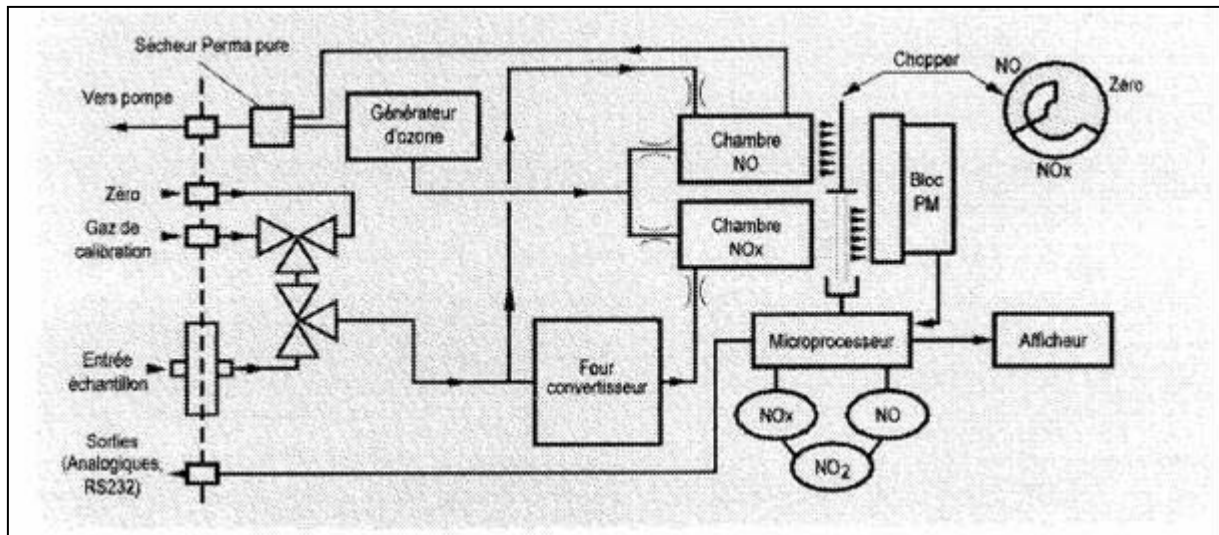 Sécheur Perma pure
Vers pompe
Générateur
d'ozone
Chambre
NO
Chopper
NO
Zéro
NOx
Bloc
PM
Zéro
Gaz de
calibration
Chambre
NOx
Entrée
échantillon
Four
convertisseur
Microprocesseur
Afficheur
NOx
NO
NO2
Sorties
(Analogiques,
RS232)